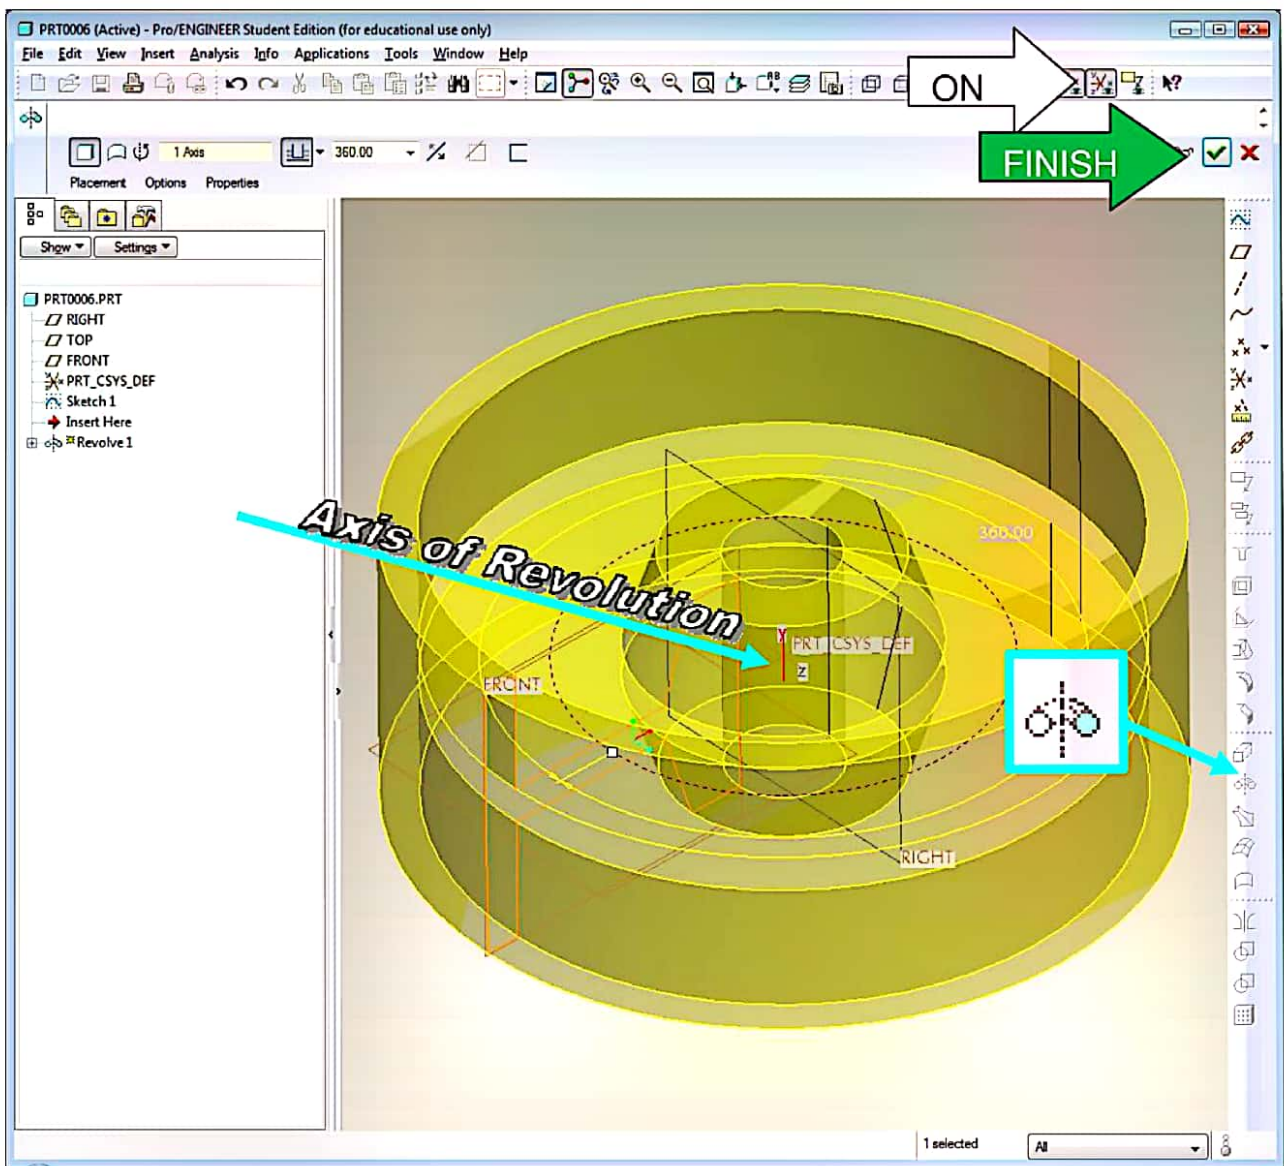 PRT0006 (Active) - Pro/ENGINEER Student Edition (for educational use only)
File Edit View Insert Analysis Info Applications Tools Window Help
ON
1 Axis
360.00
FINISH
Placement Options Properties
Show Settings
PRT0006.PRT
RIGHT
TOP
FRONT
PRT_CSYS_DEF
Sketch 1
Insert Here
Revolve 1
360.00
Axis of Revolution
Y
PRT_CSYS_DEF
Z
FRONT
RIGHT
1 selected
All